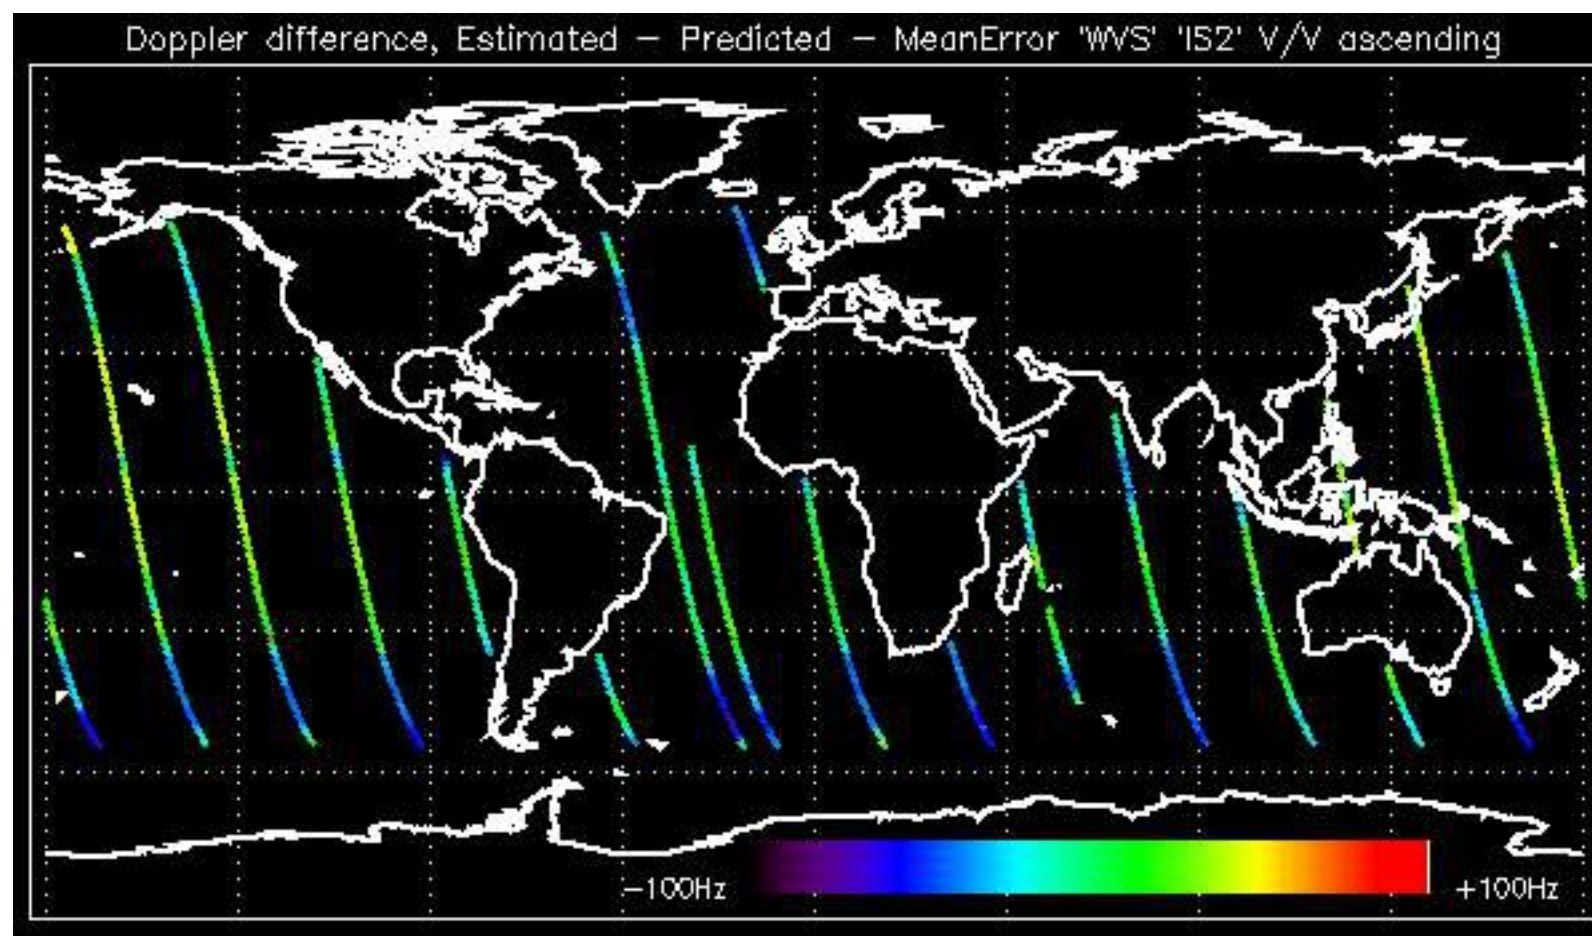 Doppler difference, Estimated - Predicted - MeanError 'WVS' 'IS2' V/V ascending
-100Hz
+100Hz